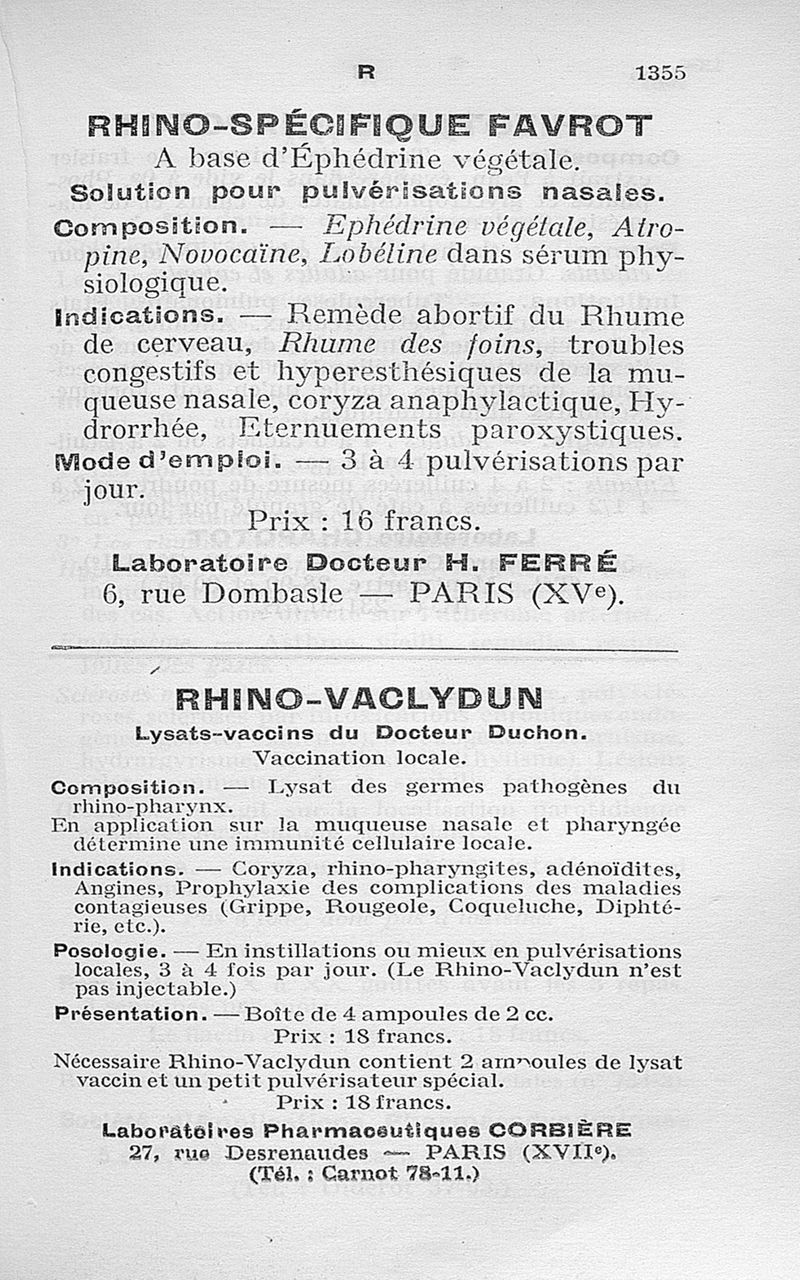 R 1355
RHINO-SPÉCIFIQUE FAVROT
A base d'Éphédrine végétale.
Solution pour pulvérisations nasales.
Composition. — Ephédrine végétale, Atro-
pine, Novocaïne, Lobéline dans sérum phy-
siologique.
Indications. — Remède abortif du Rhume
de cerveau, Rhume des foins, troubles
congestifs et hyperesthésiques de la mu-
queuse nasale, coryza anaphylactique, Hy-
drorrhée, Eternuements paroxystiques.
Mode d'emploi. — 3 à 4 pulvérisations par
jour.
Prix : 16 francs.
Laboratoire Docteur H. FERRÉ
6, rue Dombasle — PARIS (XVe).
RHINO-VACLYDUN
Lysats-vaccins du Docteur Duchon.
Vaccination locale.
Composition. — Lysat des germes pathogènes du
rhino-pharynx.
En application sur la muqueuse nasale et pharyngée
détermine une immunité cellulaire locale.
Indications. — Coryza, rhino-pharyngites, adénoïdites,
Angines, Prophylaxie des complications des maladies
contagieuses (Grippe, Rougeole, Coqueluche, Diphté-
rie, etc.).
Posologie. — En instillations ou mieux en pulvérisations
locales, 3 à 4 fois par jour. (Le Rhino-Vaclydun n'est
pas injectable.)
Présentation. — Boîte de 4 ampoules de 2 cc.
Prix : 18 francs.
Nécessaire Rhino-Vaclydun contient 2 ampoules de lysat
vaccin et un petit pulvérisateur spécial.
Prix : 18 francs.
Laboratoires Pharmaceutiques CORBIÈRE
27, rue Desrenaudes — PARIS (XVIIe).
(Tél. : Carnot 78-11.)